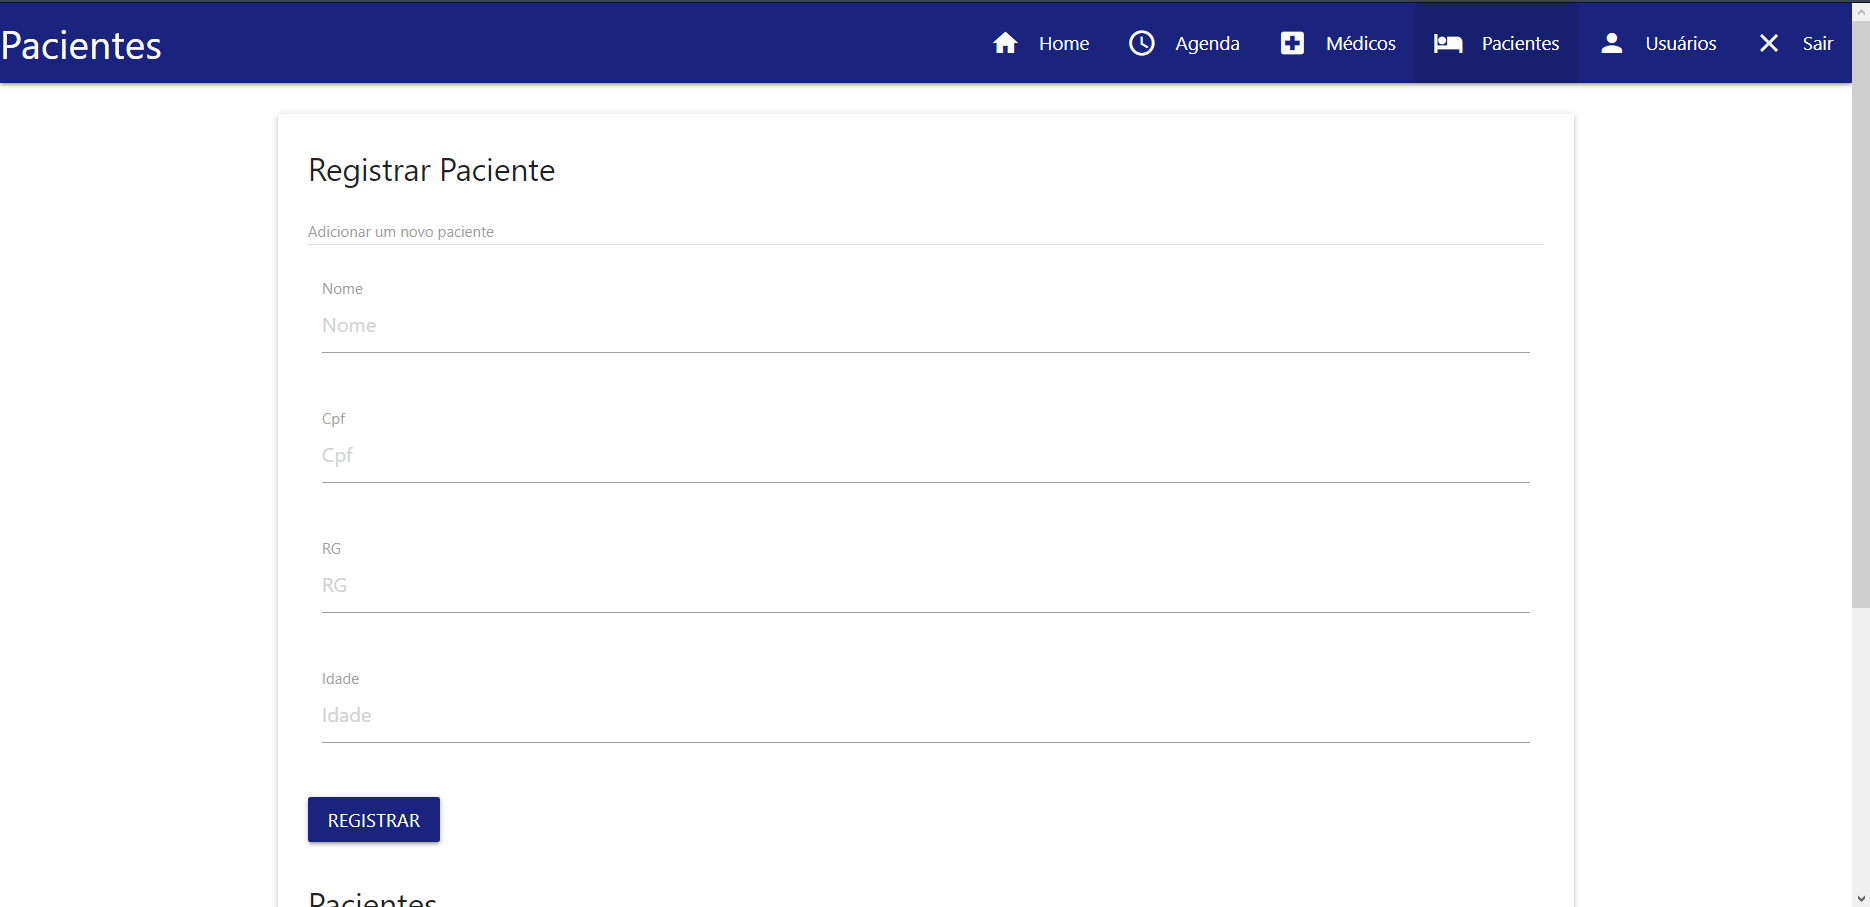 Pacientes
Home Agenda Médicos Pacientes Usuários Sair
Registrar Paciente
Adicionar um novo paciente
Nome
Nome
Cpf
Cpf
RG
RG
Idade
Idade
REGISTRAR
Pacientes